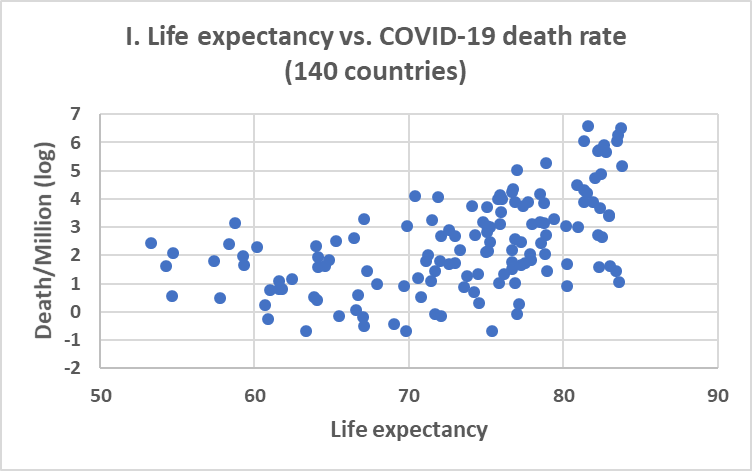 I. Life expectancy vs. COVID-19 death rate
(140 countries)
Death/Million (log)
7
6
5
4
3
2
1
0
-1
-2
50 60 70 80 90
Life expectancy